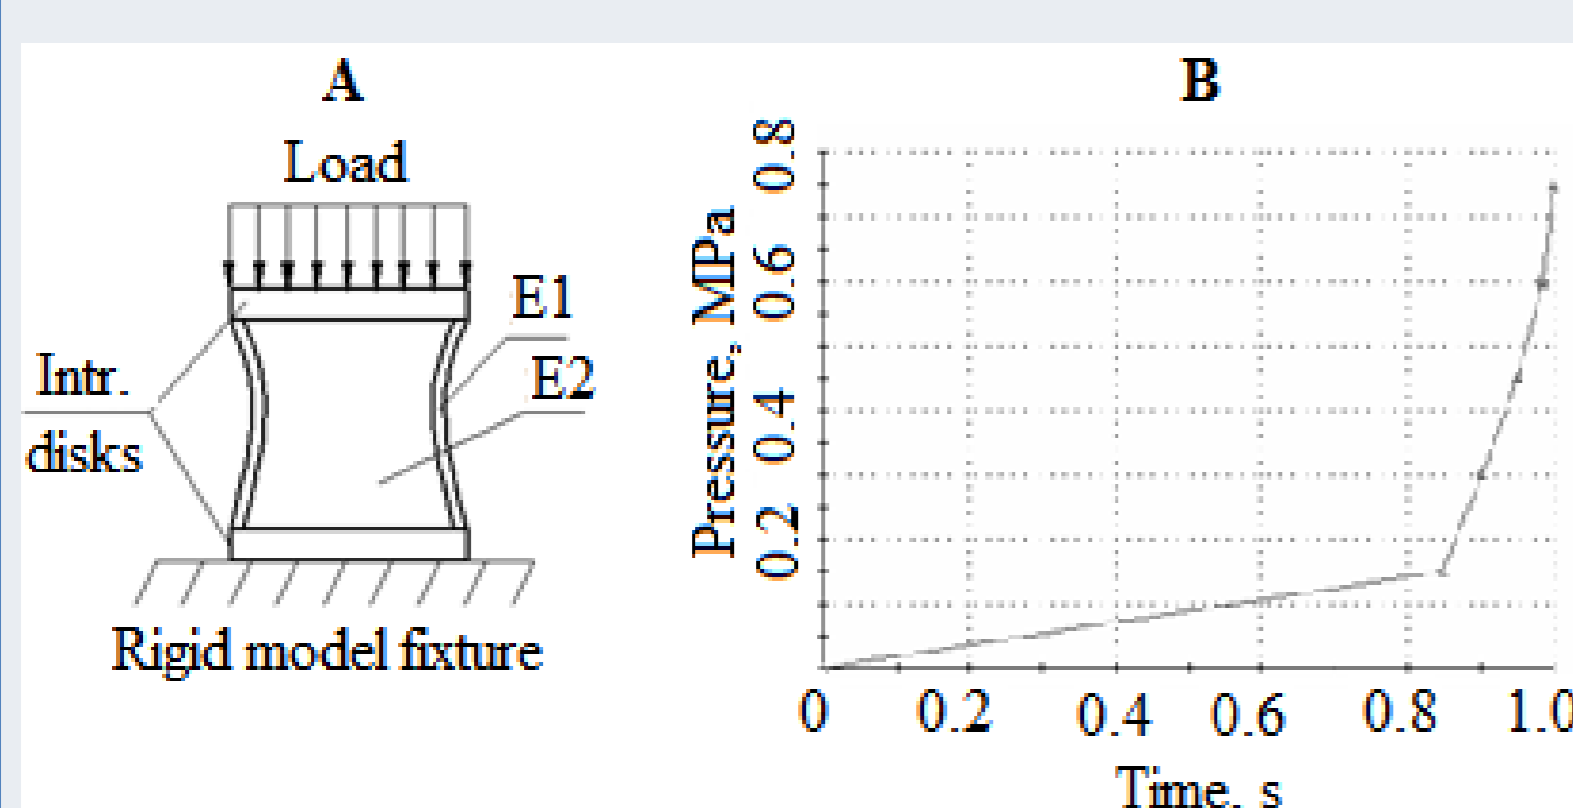 A
Load
E1
E2
Intr.
disks
Rigid model fixture
B
Pressure, MPa
0.8
0.6
0.4
0.2
0 0.2 0.4 0.6 0.8 1.0
Time, s